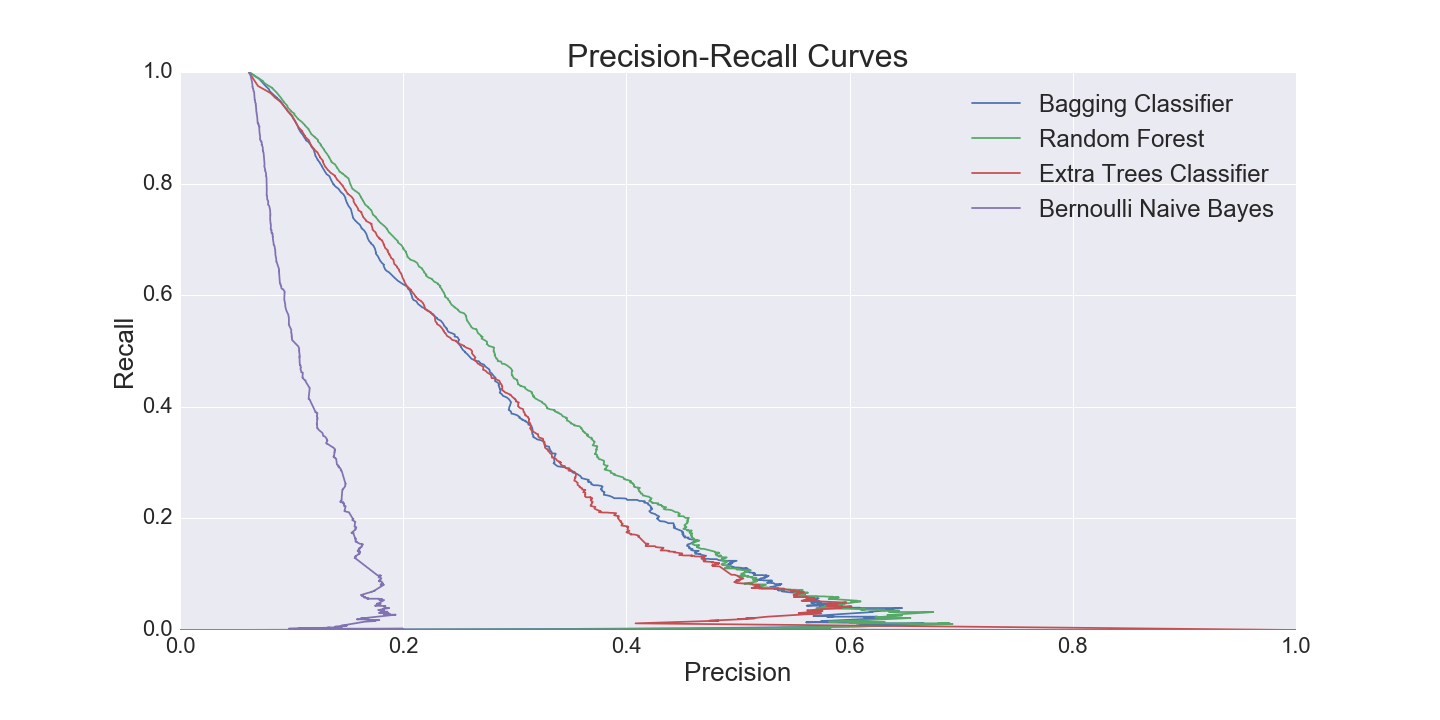 Precision-Recall Curves
1.0
0.8
0.6
0.4
0.2
0.0
Recall
Bagging Classifier
Random Forest
Extra Trees Classifier
Bernoulli Naive Bayes
0.0 0.2 0.4 0.6 0.8 1.0
Precision